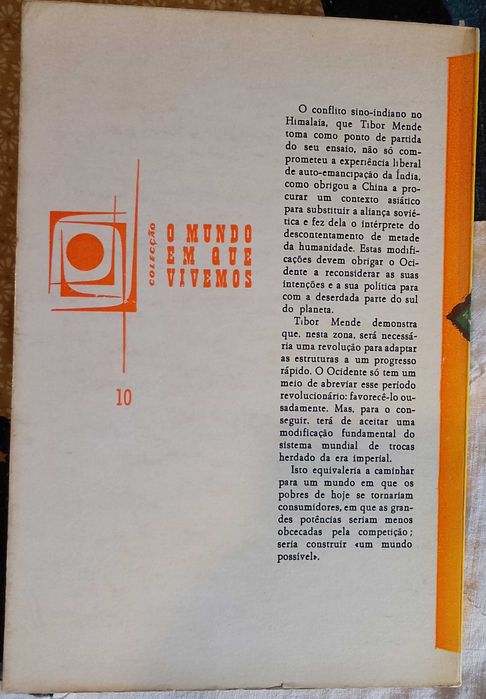 COLECÇÃO
O MUNDO
EM QUE
VIVEMOS
10
O conflito sino-indiano no
Himalaia, que Tibor Mende
toma como ponto de partida
do seu ensaio, não só com-
prometeu a experiência liberal
de auto-emancipação da Índia,
como obrigou a China a pro-
curar um contexto asiático
para substituir a aliança sovié-
tica e fez dela o intérprete do
descontentamento de metade
da humanidade. Estas modifi-
cações devem obrigar o Oci-
dente a reconsiderar as suas
intenções e a sua política para
com a deserdada parte do sul
do planeta.
Tibor Mende demonstra
que, nesta zona, será necessá-
ria uma revolução para adaptar
as estruturas a um progresso
rápido. O Ocidente só tem um
meio de abreviar esse período
revolucionário: favorecê-lo ou-
sadamente. Mas, para o con-
seguir, terá de aceitar uma
modificação fundamental do
sistema mundial de trocas
herdado da era imperial.
Isto equivaleria a caminhar
para um mundo em que os
pobres de hoje se tornariam
consumidores, em que as gran-
des potências seriam menos
obcecadas pela competição;
seria construir «um mundo
possível».